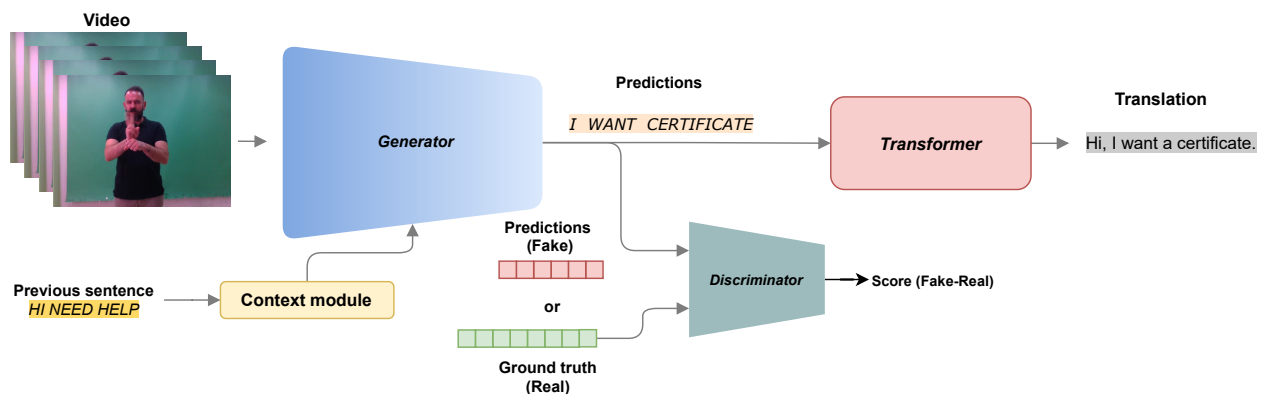 Video
Generator
Predictions
I WANT CERTIFICATE
Transformer
Translation
Hi, I want a certificate.
Previous sentence
HI NEED HELP
Context module
Predictions
(Fake)
or
Ground truth
(Real)
Discriminator
Score (Fake-Real)